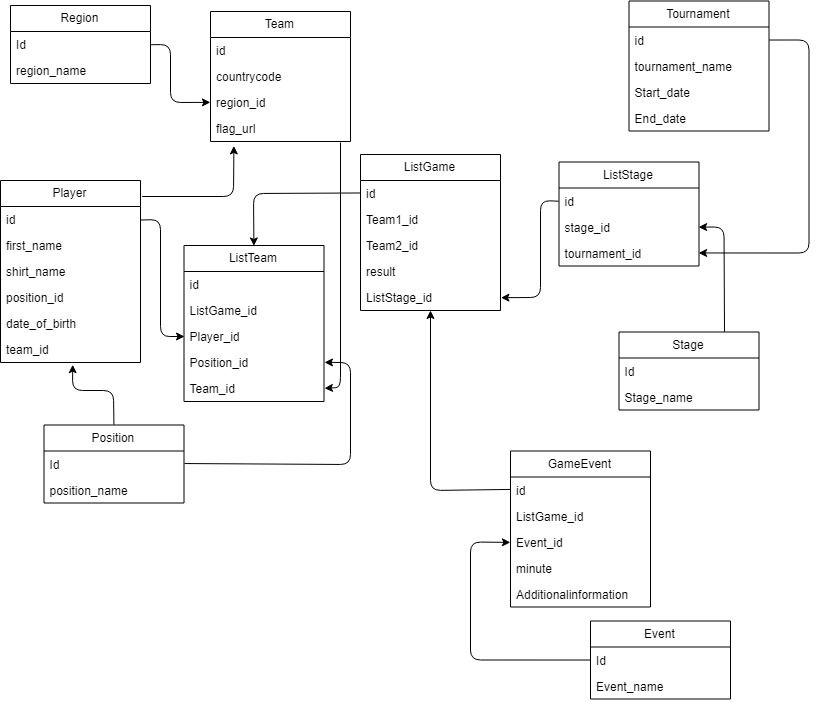 Region
Id
region_name
Team
id
countrycode
region_id
flag_url
Tournament
id
tournament_name
Start_date
End_date
Player
id
first_name
shirt_name
position_id
date_of_birth
team_id
ListTeam
id
ListGame_id
Player_id
Position_id
Team_id
ListGame
id
Team1_id
Team2_id
result
ListStage_id
ListStage
id
stage_id
tournament_id
Stage
Id
Stage_name
Position
Id
position_name
GameEvent
id
ListGame_id
Event_id
minute
Additionalinformation
Event
Id
Event_name